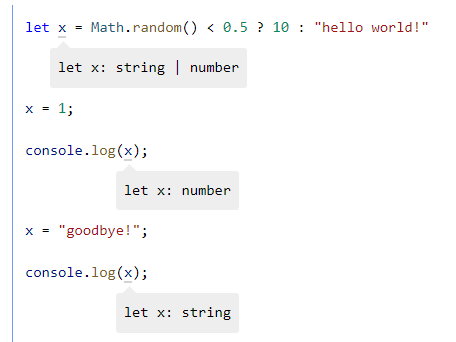 let x = Math.random() < 0.5 ? 10 : "hello world!"
let x: string | number
x = 1;
console.log(x);
let x: number
x = "goodbye!";
console.log(x);
let x: string